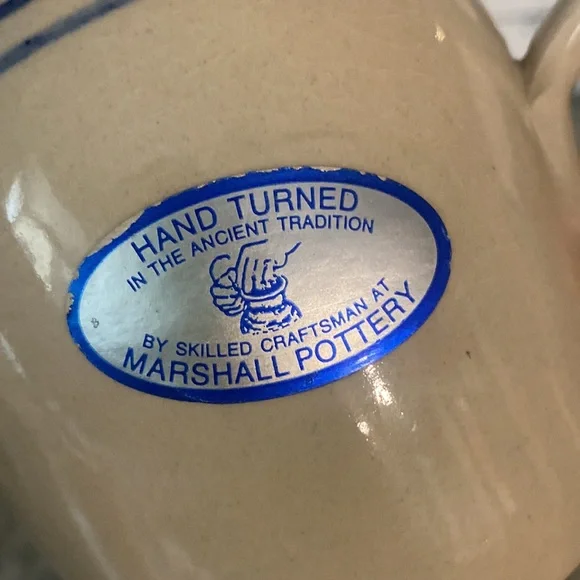 HAND TURNED
IN THE ANCIENT TRADITION
BY SKILLED CRAFTSMAN AT
MARSHALL POTTERY